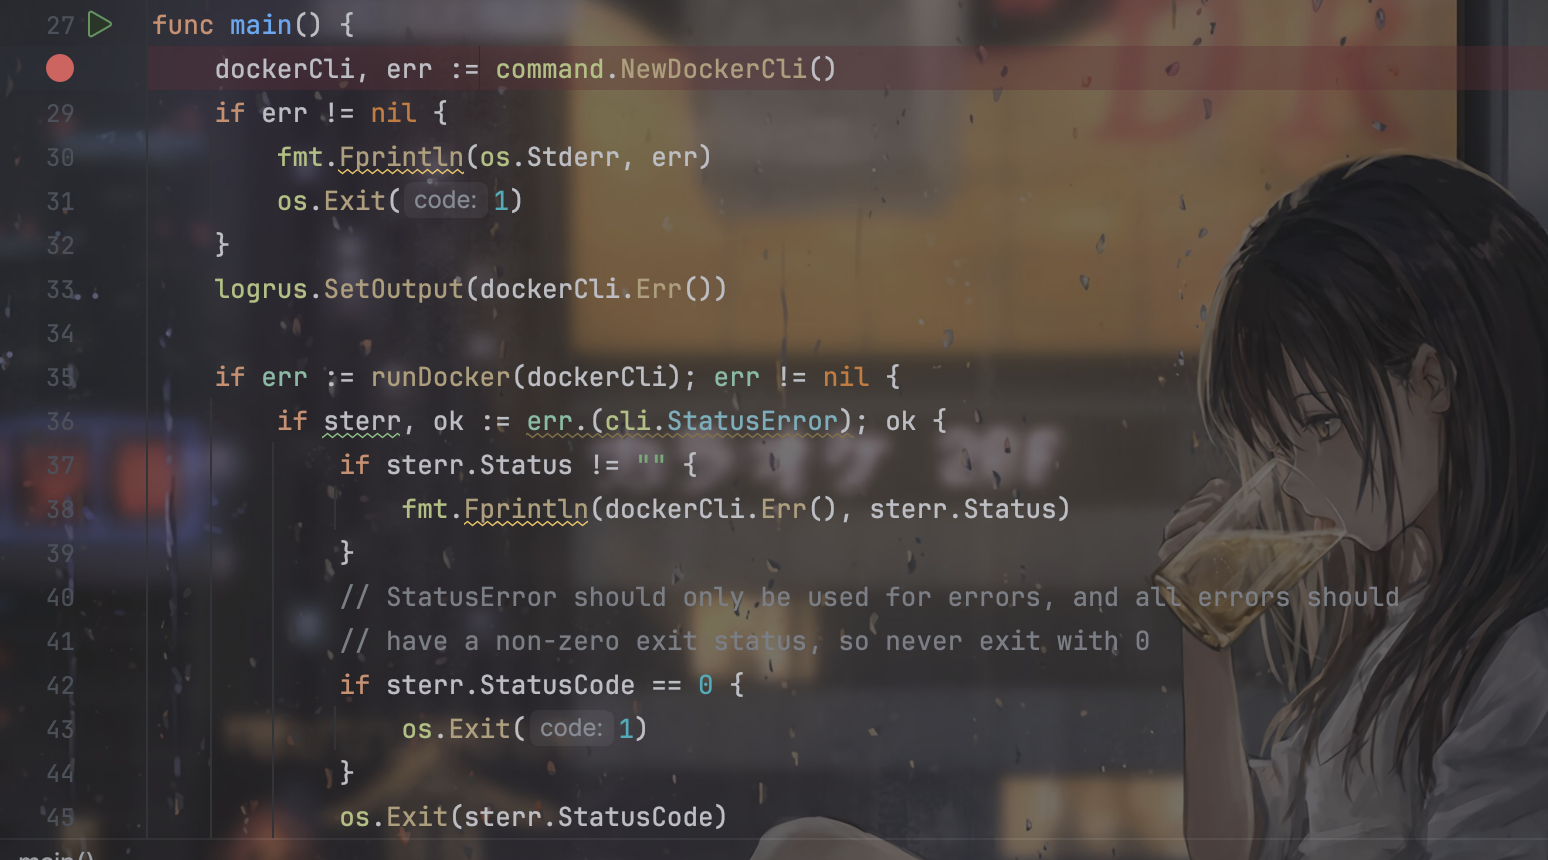 27 func main() {
dockerCli, err := command.NewDockerCli()
29 if err != nil {
30 fmt.Fprintln(os.Stderr, err)
31 os.Exit( code: 1)
32 }
33 logrus.SetOutput(dockerCli.Err())
34
35 if err := runDocker(dockerCli); err != nil {
36 if sterr, ok := err.(cli.StatusError); ok {
37 if sterr.Status != "" {
38 fmt.Fprintln(dockerCli.Err(), sterr.Status)
39 }
40 // StatusError should only be used for errors, and all errors should
41 // have a non-zero exit status, so never exit with 0
42 if sterr.StatusCode == 0 {
43 os.Exit( code: 1)
44 }
45 os.Exit(sterr.StatusCode)
main()